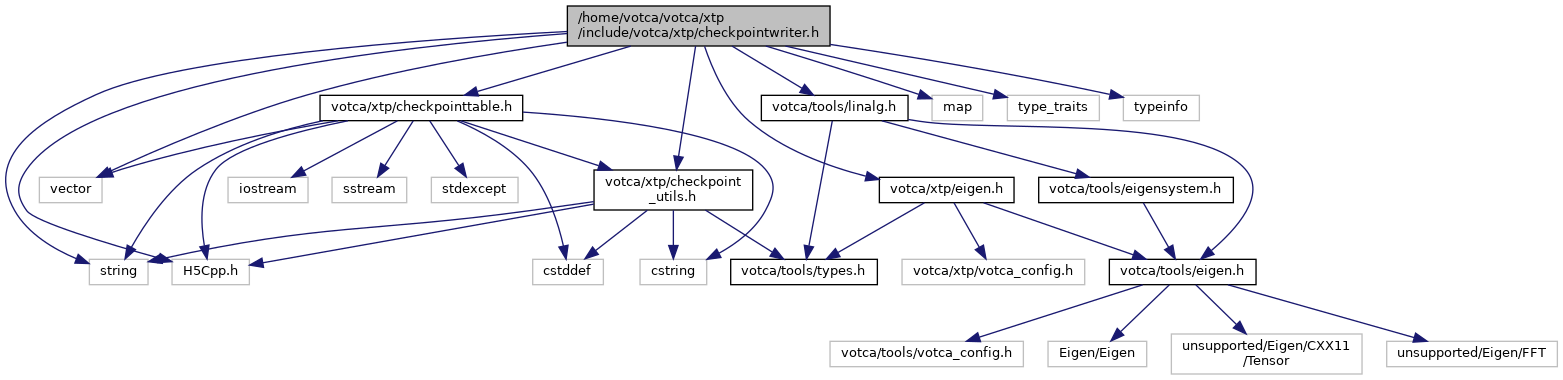 /home/votca/votca/xtp
/include/votca/xtp/checkpointwriter.h
votca/xtp/checkpointtable.h
votca/tools/linalg.h
map
type_traits
typeinfo
vector
iostream
sstream
stdexcept
votca/xtp/checkpoint
_utils.h
votca/xtp/eigen.h
votca/tools/eigensystem.h
string
H5Cpp.h
cstddef
cstring
votca/tools/types.h
votca/xtp/votca_config.h
votca/tools/eigen.h
votca/tools/votca_config.h
Eigen/Eigen
unsupported/Eigen/CXX11
/Tensor
unsupported/Eigen/FFT